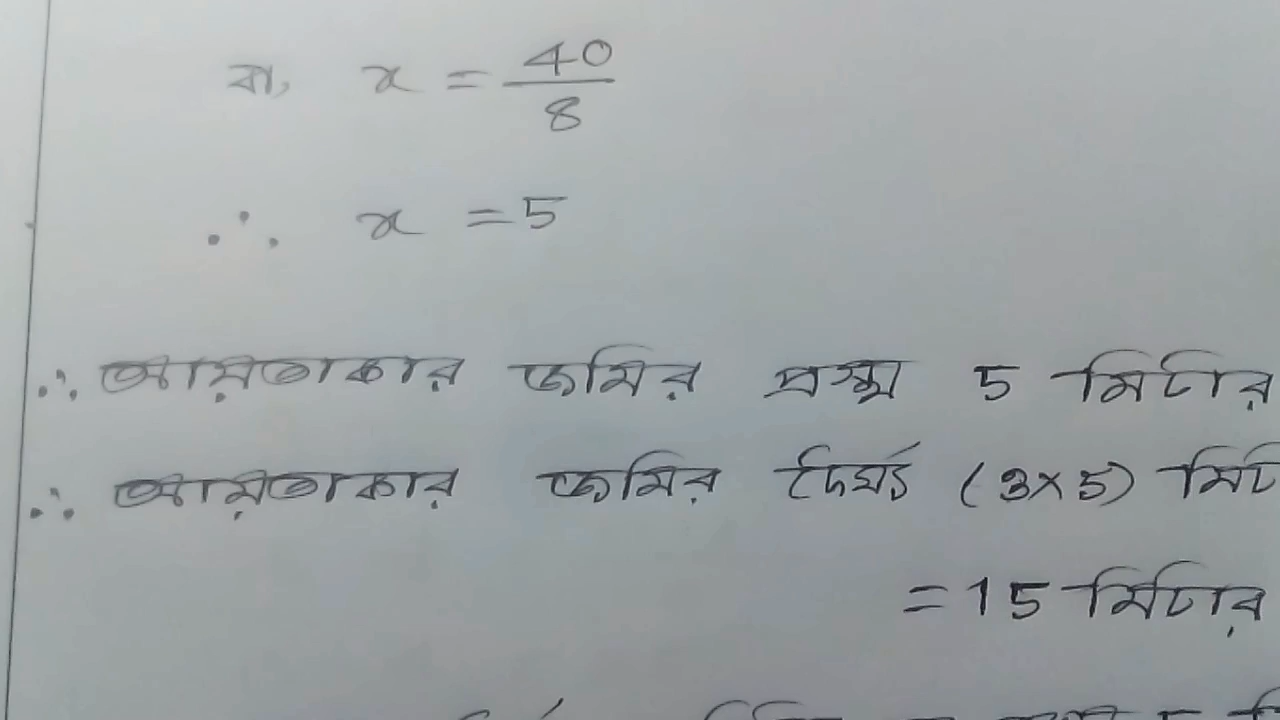 বা, x = 40/8
∴ x = 5
∴ আয়তাকার জমির প্রস্থ 5 মিটার
∴ আয়তাকার জমির দৈর্ঘ্য (3×5) মিট
= 15 মিটার